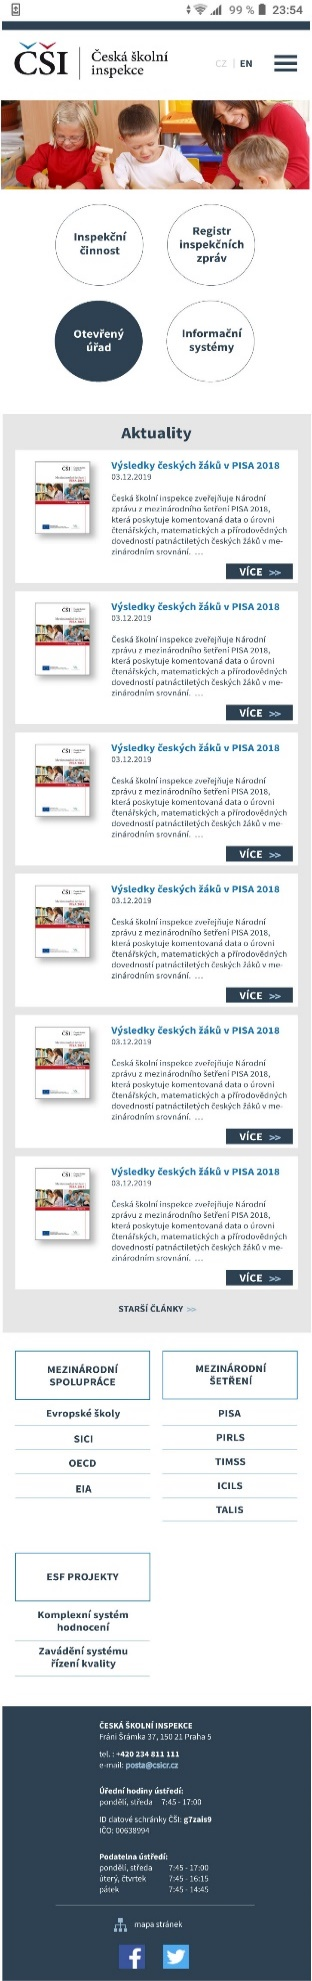 99 % 23:54
ČŠI Česká školní
inspekce
CZ | EN
Inspekční
činnost
Registr
inspekčních
zpráv
Otevřený
úřad
Informační
systémy
Aktuality
Výsledky českých žáků v PISA 2018
03.12.2019
Česká školní inspekce zveřejňuje Národní
zprávu z mezinárodního šetření PISA 2018,
která poskytuje komentovaná data o úrovni
čtenářských, matematických a přírodovědných
dovedností patnáctiletých českých žáků v me-
zinárodním srovnání. ...
VÍCE >>
Výsledky českých žáků v PISA 2018
03.12.2019
Česká školní inspekce zveřejňuje Národní
zprávu z mezinárodního šetření PISA 2018,
která poskytuje komentovaná data o úrovni
čtenářských, matematických a přírodovědných
dovedností patnáctiletých českých žáků v me-
zinárodním srovnání. ...
VÍCE >>
Výsledky českých žáků v PISA 2018
03.12.2019
Česká školní inspekce zveřejňuje Národní
zprávu z mezinárodního šetření PISA 2018,
která poskytuje komentovaná data o úrovni
čtenářských, matematických a přírodovědných
dovedností patnáctiletých českých žáků v me-
zinárodním srovnání. ...
VÍCE >>
Výsledky českých žáků v PISA 2018
03.12.2019
Česká školní inspekce zveřejňuje Národní
zprávu z mezinárodního šetření PISA 2018,
která poskytuje komentovaná data o úrovni
čtenářských, matematických a přírodovědných
dovedností patnáctiletých českých žáků v me-
zinárodním srovnání. ...
VÍCE >>
Výsledky českých žáků v PISA 2018
03.12.2019
Česká školní inspekce zveřejňuje Národní
zprávu z mezinárodního šetření PISA 2018,
která poskytuje komentovaná data o úrovni
čtenářských, matematických a přírodovědných
dovedností patnáctiletých českých žáků v me-
zinárodním srovnání. ...
VÍCE >>
Výsledky českých žáků v PISA 2018
03.12.2019
Česká školní inspekce zveřejňuje Národní
zprávu z mezinárodního šetření PISA 2018,
která poskytuje komentovaná data o úrovni
čtenářských, matematických a přírodovědných
dovedností patnáctiletých českých žáků v me-
zinárodním srovnání. ...
VÍCE >>
STARŠÍ ČLÁNKY >>
MEZINÁRODNÍ
SPOLUPRÁCE
Evropské školy
SICI
OECD
EIA
MEZINÁRODNÍ
ŠETŘENÍ
PISA
PIRLS
TIMSS
ICILS
TALIS
ESF PROJEKTY
Komplexní systém
hodnocení
Zavádění systému
řízení kvality
ČESKÁ ŠKOLNÍ INSPEKCE
Fráni Šrámka 37, 150 21 Praha 5
tel. : +420 234 811 111
e-mail: posta@csicr.cz
Úřední hodiny ústředí:
pondělí, středa 7:45 - 17:00
ID datové schránky ČŠI: g7zais9
IČO: 00638994
Podatelna ústředí:
pondělí, středa 7:45 - 17:00
úterý, čtvrtek 7:45 - 16:15
pátek 7:45 - 14:45
mapa stránek